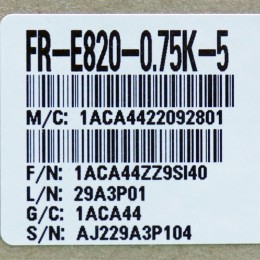 FR-E820-0.75K-5
M/C: 1ACA4422092801
F/N: 1ACA44ZZ9SI40
L/N: 29A3P01
G/C: 1ACA44
S/N: AJ229A3P104